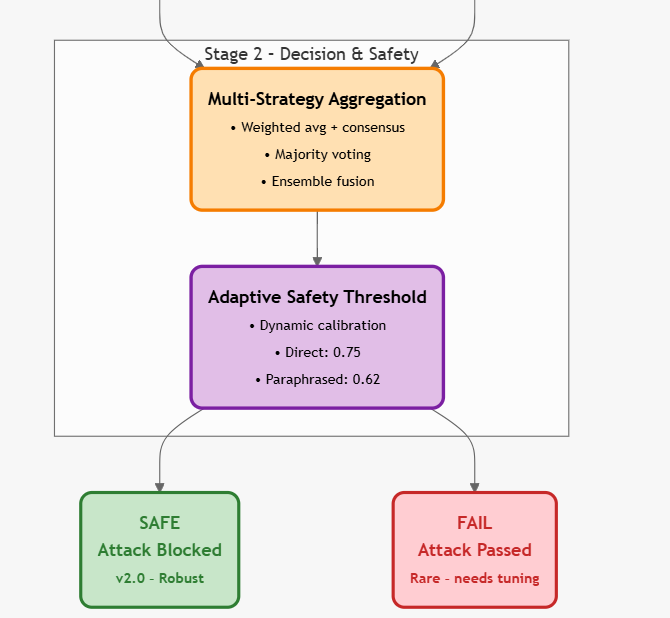 Stage 2 - Decision & Safety
Multi-Strategy Aggregation
• Weighted avg + consensus
• Majority voting
• Ensemble fusion
Adaptive Safety Threshold
• Dynamic calibration
• Direct: 0.75
• Paraphrased: 0.62
SAFE
Attack Blocked
v2.0 - Robust
FAIL
Attack Passed
Rare - needs tuning